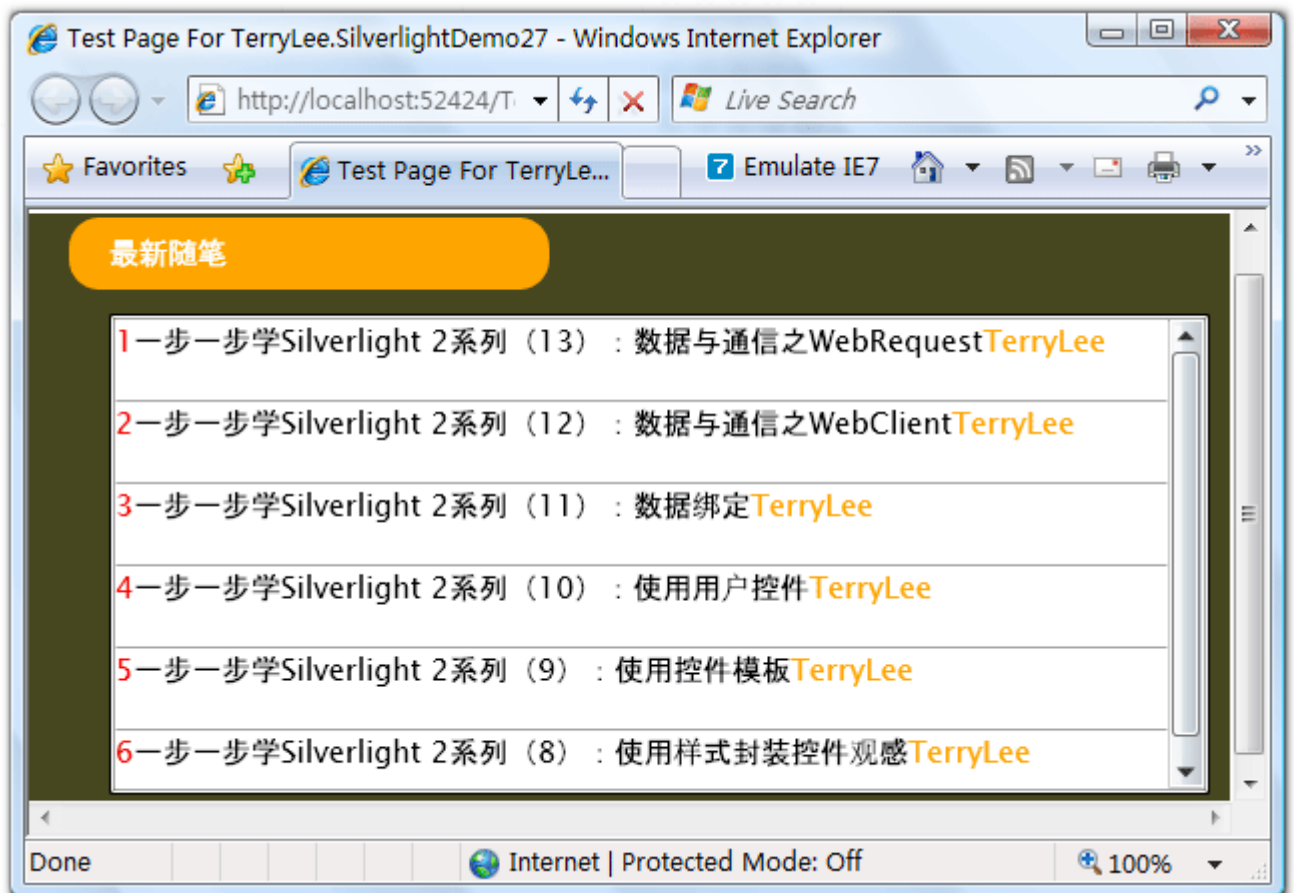 Test Page For TerryLee.SilverlightDemo27 - Windows Internet Explorer
http://localhost:52424/T
Live Search
Favorites
Test Page For TerryLe...
7 Emulate IE7
最新随笔
1一步一步学Silverlight 2系列（13）：数据与通信之WebRequestTerryLee
2一步一步学Silverlight 2系列（12）：数据与通信之WebClientTerryLee
3一步一步学Silverlight 2系列（11）：数据绑定TerryLee
4一步一步学Silverlight 2系列（10）：使用用户控件TerryLee
5一步一步学Silverlight 2系列（9）：使用控件模板TerryLee
6一步一步学Silverlight 2系列（8）：使用样式封装控件观感TerryLee
Done
Internet | Protected Mode: Off
100%